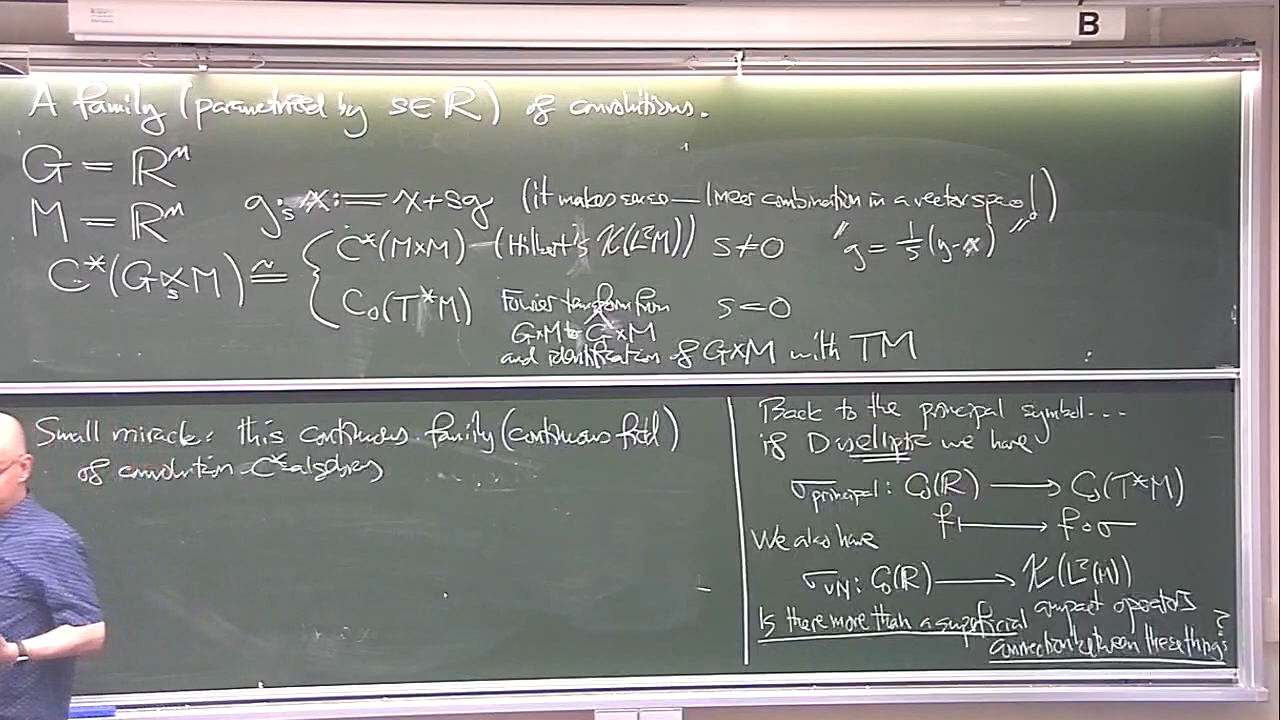 B
A family (parametrized by s∈ℝ) of convolutions.
G = ℝⁿ
M = ℝⁿ
g·ₛx := x+sg (it makes sense — linear combination in a vector space!)
C*(G⋊ₛM) ≅ { C*(M×M) — (Hilbert's 𝒦(L²M)) s≠0 "g = 1/s (y-x)"
C₀(T*M) Fourier transform from s=0
G×M to Ĝ×M
and identification of G×M with TM
Small miracle: this continuous family (continuous field)
of convolution C*-algebras
Back to the principal symbol...
if D is elliptic we have
σ_principal: C₀(ℝ) ⟶ C₀(T*M)
f ⟼ f∘σ
We also have
σ_VN: C₀(ℝ) ⟶ 𝒦(L²(M))
compact operators
Is there more than a superficial
connection between these things?